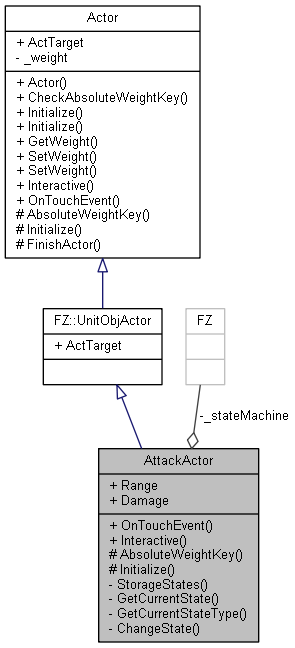 Actor
+ ActTarget
- _weight
+ Actor()
+ CheckAbsoluteWeightKey()
+ Initialize()
+ Initialize()
+ GetWeight()
+ SetWeight()
+ SetWeight()
+ Interactive()
+ OnTouchEvent()
# AbsoluteWeightKey()
# Initialize()
# FinishActor()
FZ::UnitObjActor
+ ActTarget
FZ
-_stateMachine
AttackActor
+ Range
+ Damage
+ OnTouchEvent()
+ Interactive()
# AbsoluteWeightKey()
# Initialize()
- StorageStates()
- GetCurrentState()
- GetCurrentStateType()
- ChangeState()